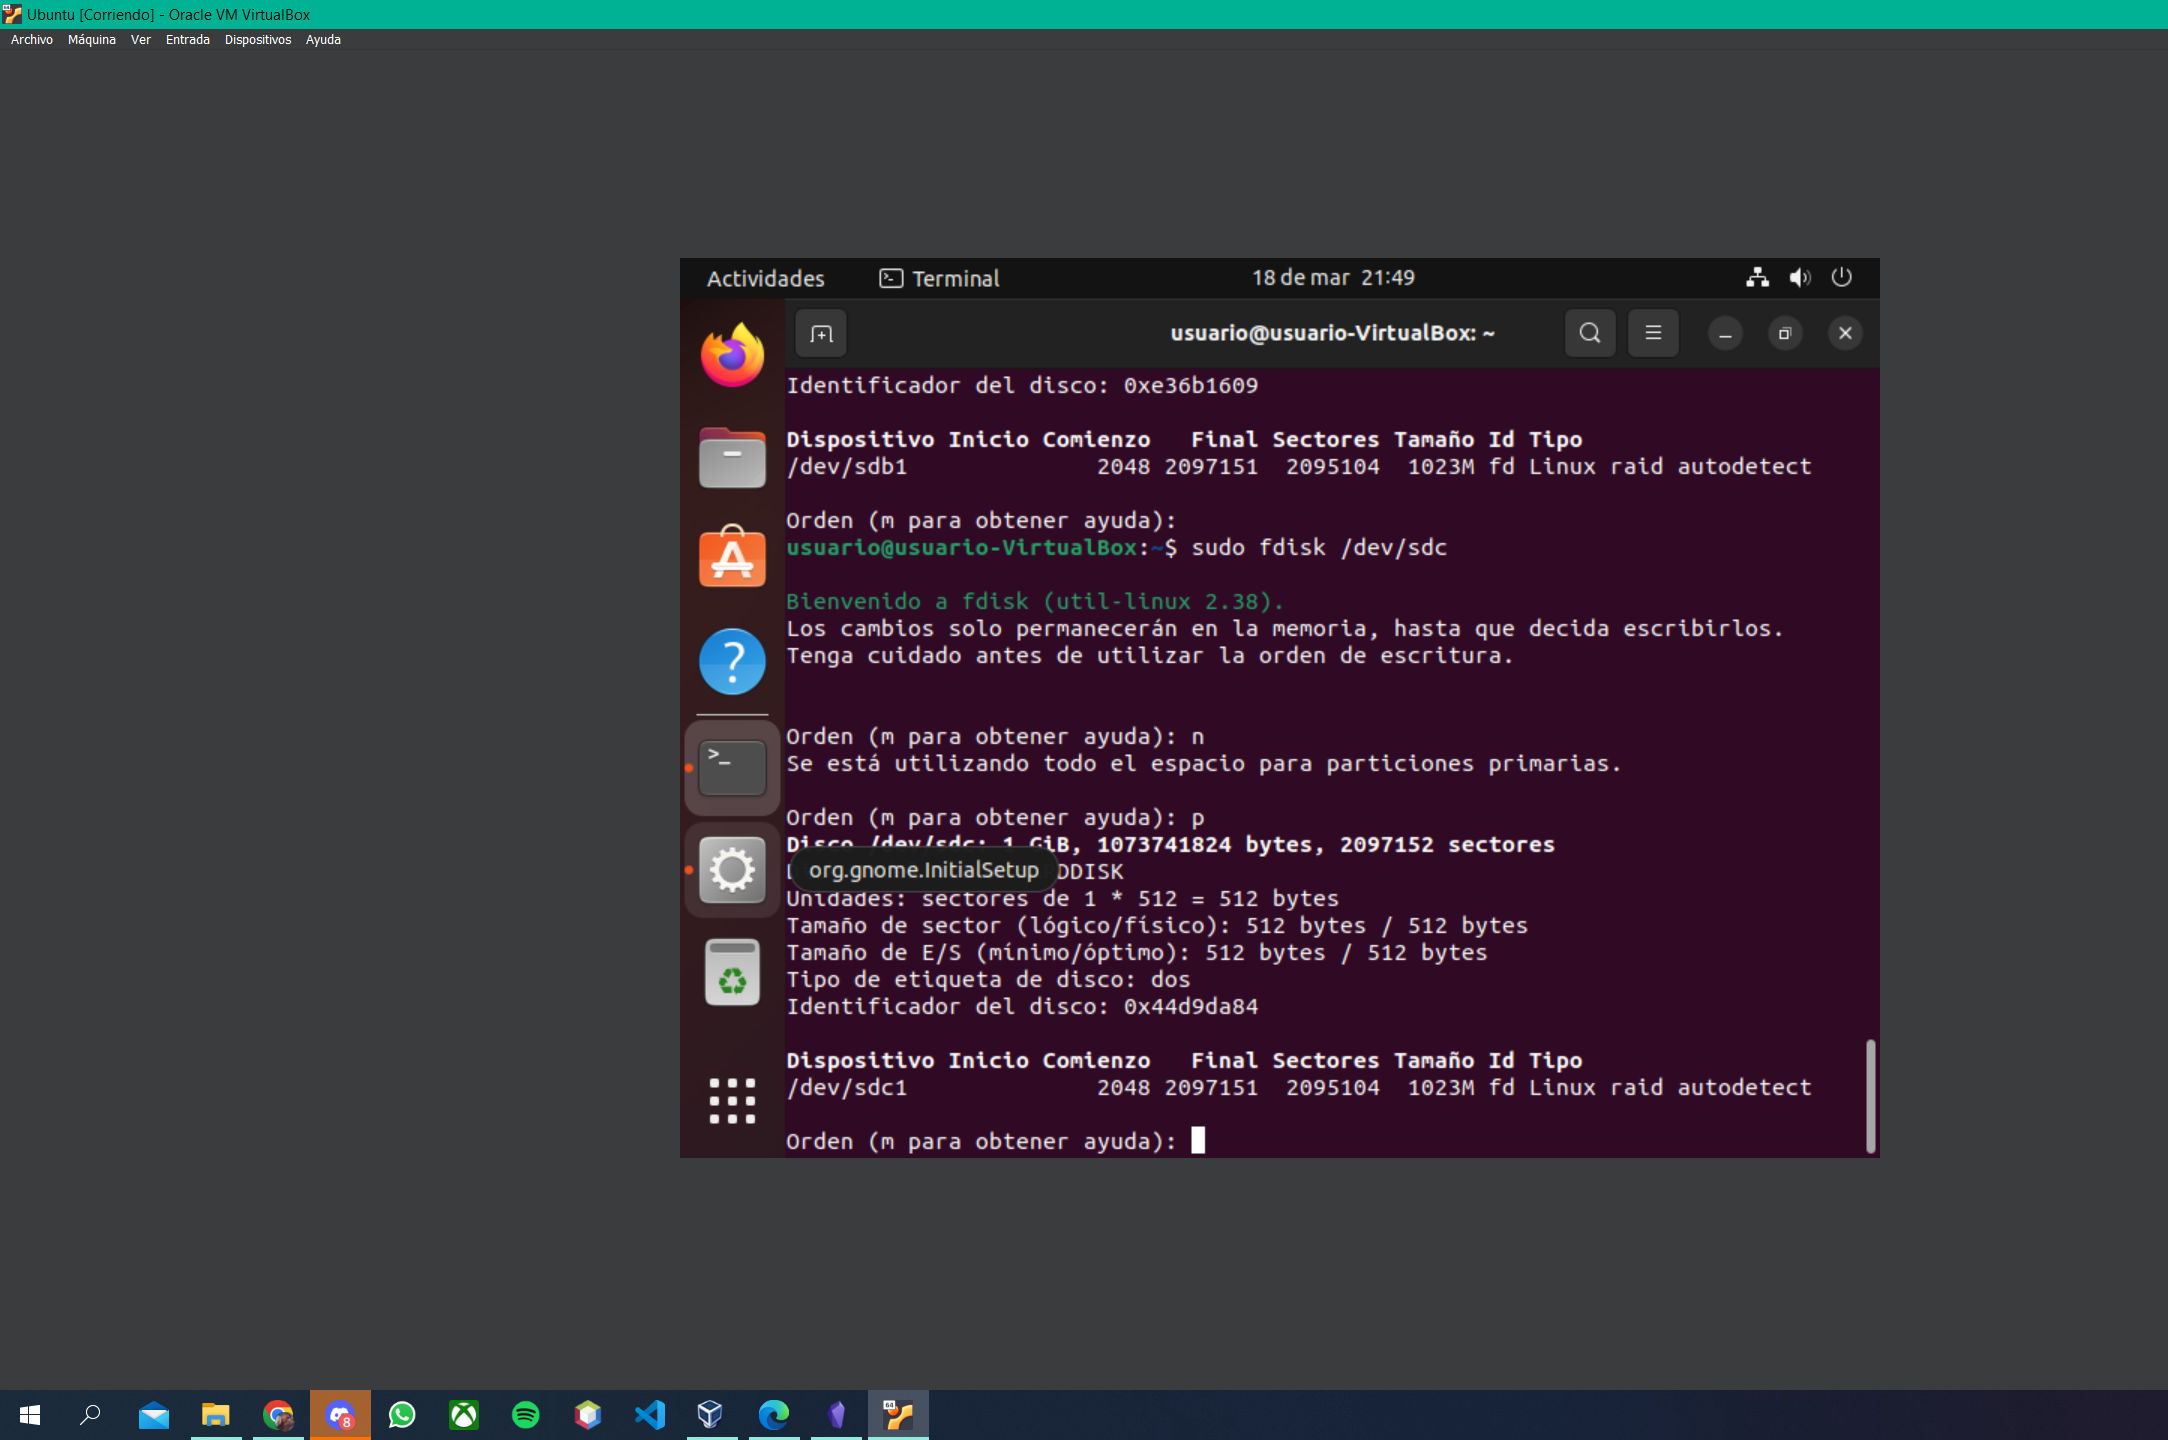 Ubuntu [Corriendo] - Oracle VM VirtualBox
Archivo Máquina Ver Entrada Dispositivos Ayuda
Actividades Terminal 18 de mar 21:49
usuario@usuario-VirtualBox: ~
Identificador del disco: 0xe36b1609
Dispositivo Inicio Comienzo Final Sectores Tamaño Id Tipo
/dev/sdb1 2048 2097151 2095104 1023M fd Linux raid autodetect
Orden (m para obtener ayuda):
usuario@usuario-VirtualBox:~$ sudo fdisk /dev/sdc
Bienvenido a fdisk (util-linux 2.38).
Los cambios solo permanecerán en la memoria, hasta que decida escribirlos.
Tenga cuidado antes de utilizar la orden de escritura.
Orden (m para obtener ayuda): n
Se está utilizando todo el espacio para particiones primarias.
Orden (m para obtener ayuda): p
Disco /dev/sdc: 1 GiB, 1073741824 bytes, 2097152 sectores
org.gnome.InitialSetup DDISK
Unidades: sectores de 1 * 512 = 512 bytes
Tamaño de sector (lógico/físico): 512 bytes / 512 bytes
Tamaño de E/S (mínimo/óptimo): 512 bytes / 512 bytes
Tipo de etiqueta de disco: dos
Identificador del disco: 0x44d9da84
Dispositivo Inicio Comienzo Final Sectores Tamaño Id Tipo
/dev/sdc1 2048 2097151 2095104 1023M fd Linux raid autodetect
Orden (m para obtener ayuda):
8
64